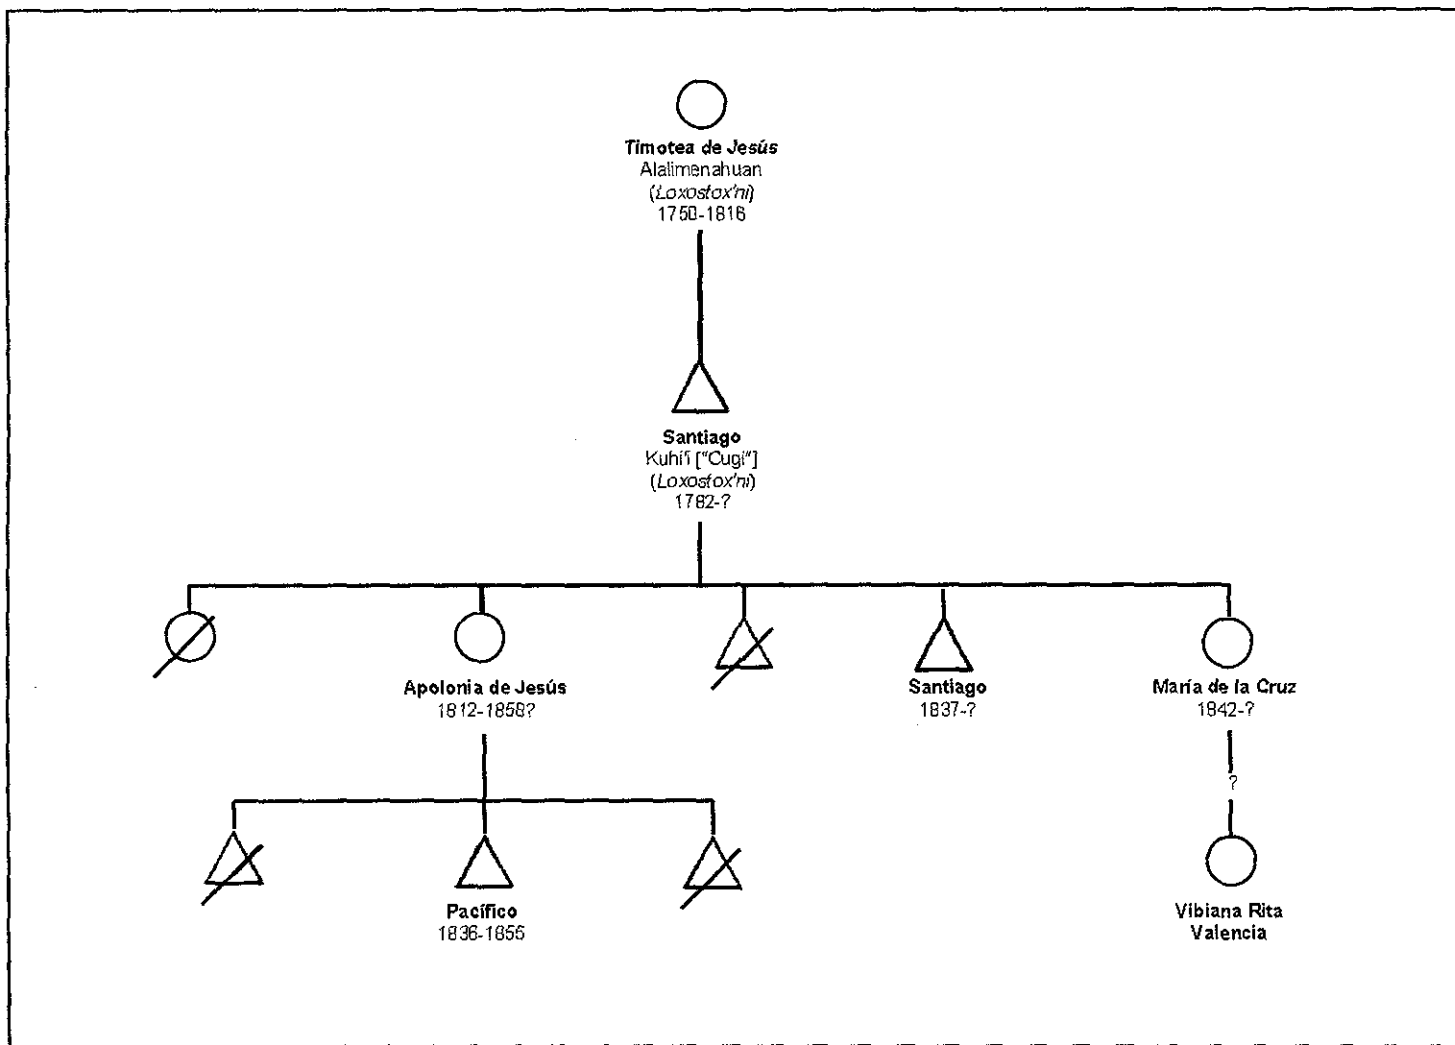 Timotea de Jesús
Alalimenahuan
(Loxostox'ni)
1750-1816
Santiago
Kuhi'i ["Cugi"]
(Loxostox'ni)
1782-?
Apolonia de Jesús
1812-1858?
Santiago
1837-?
María de la Cruz
1842-?
?
Pacífico
1836-1855
Vibiana Rita
Valencia